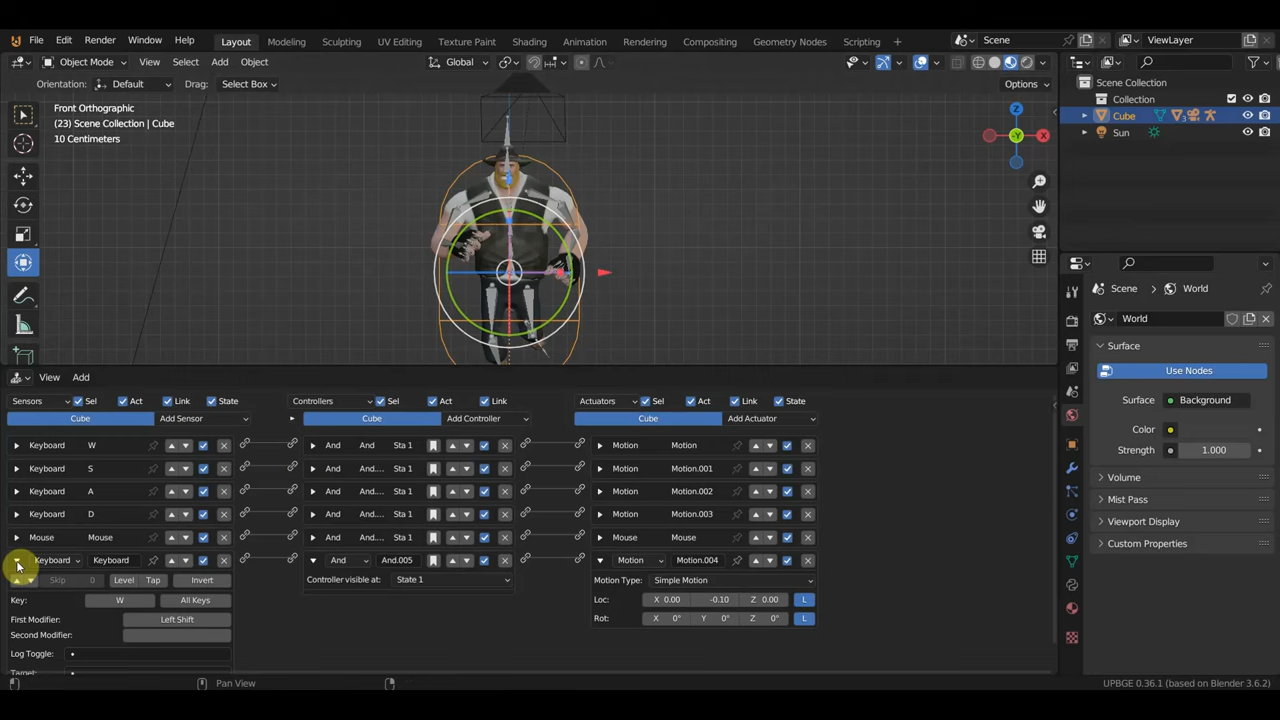 File Edit Render Window Help Layout Modeling Sculpting UV Editing Texture Paint Shading Animation Rendering Compositing Geometry Nodes Scripting + Scene ViewLayer
Object Mode View Select Add Object Global
Orientation: Default Drag: Select Box Options
Scene Collection
Collection
Cube 3
Sun
Front Orthographic
(23) Scene Collection | Cube
10 Centimeters
Z
-Y
X
Scene World
World
Surface
Use Nodes
Surface Background
Color
Strength 1.000
Volume
Mist Pass
Viewport Display
Custom Properties
View Add
Sensors Sel Act Link State Controllers Sel Act Link Actuators Sel Act Link State
Cube Add Sensor Cube Add Controller Cube Add Actuator
Keyboard W And And Sta 1 Motion Motion
Keyboard S And And.... Sta 1 Motion Motion.001
Keyboard A And And.... Sta 1 Motion Motion.002
Keyboard D And And.... Sta 1 Motion Motion.003
Mouse Mouse And And.... Sta 1 Motion Motion
Keyboard Keyboard And And.005 Motion Motion.004
Skip 0 Level Tap Invert Controller visible at: State 1 Motion Type: Simple Motion
Key: W All Keys Loc: X 0.00 -0.10 Z 0.00 L
First Modifier: Left Shift Rot: X 0° Y 0° Z 0° L
Second Modifier:
Log Toggle:
Target:
Pan View UPBGE 0.36.1 (based on Blender 3.6.2)